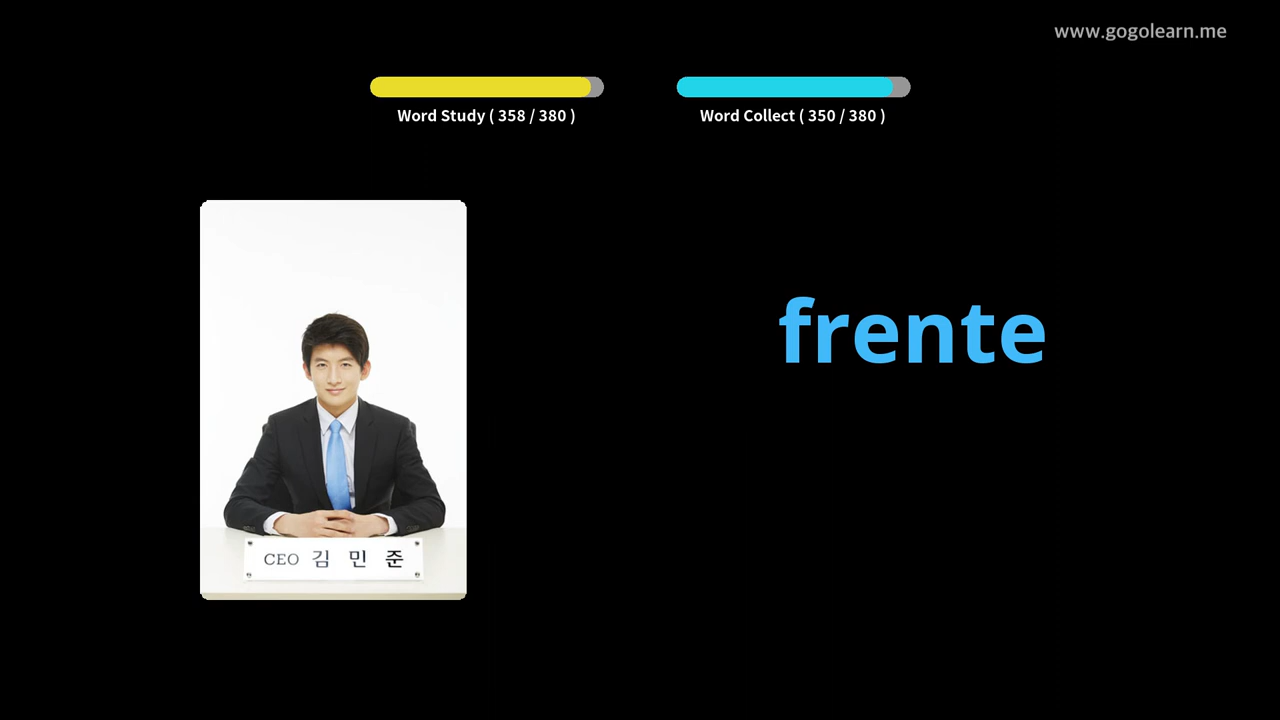 www.gogolearn.me
Word Study ( 358 / 380 )
Word Collect ( 350 / 380 )
frente
CEO 김 민 준